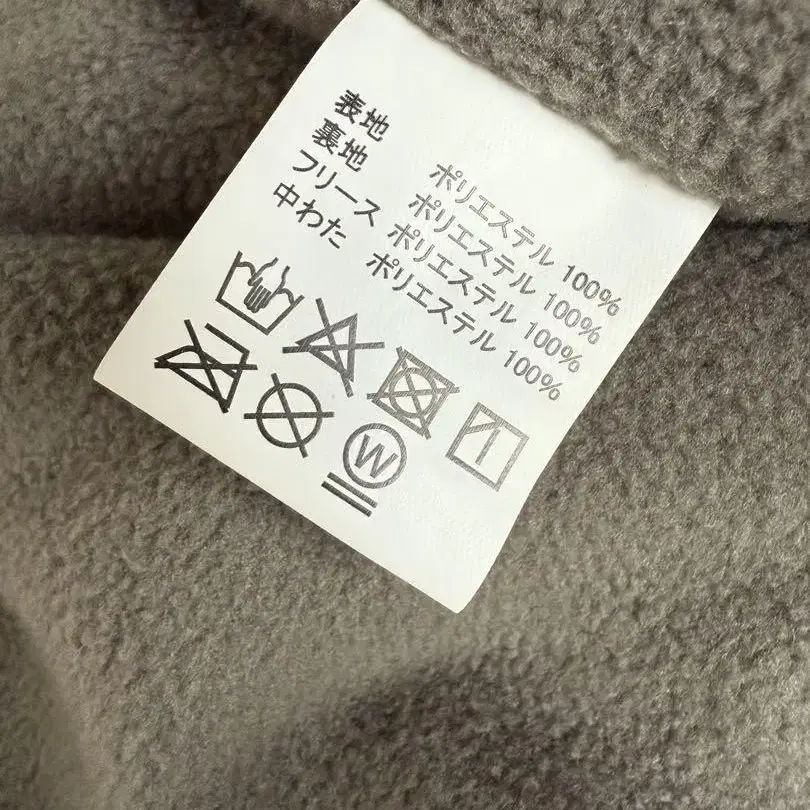 表地 ポリエステル 100%
裏地 ポリエステル 100%
フリース ポリエステル 100%
中わた ポリエステル 100%
W